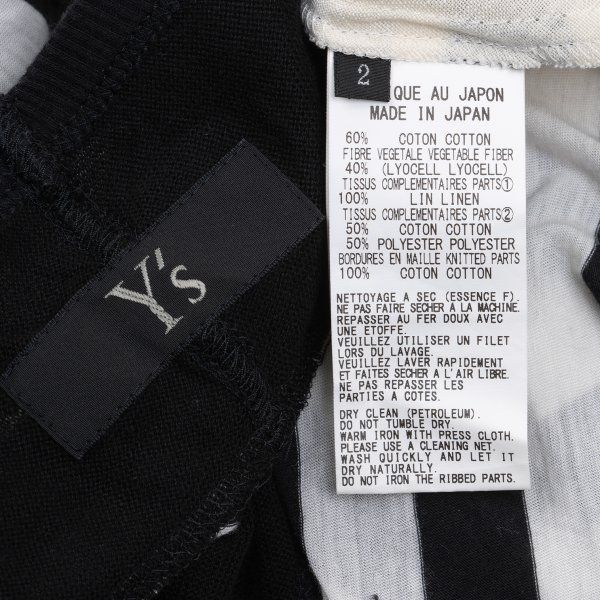 Y's
2
QUE AU JAPON
MADE IN JAPAN
60% COTON COTTON
FIBRE VEGETALE VEGETABLE FIBER
40% (LYOCELL LYOCELL)
TISSUS COMPLEMENTAIRES PARTS①
100% LIN LINEN
TISSUS COMPLEMENTAIRES PARTS②
50% COTON COTTON
50% POLYESTER POLYESTER
BORDURES EN MAILLE KNITTED PARTS
100% COTON COTTON
NETTOYAGE A SEC (ESSENCE F).
NE PAS FAIRE SECHER A LA MACHINE.
REPASSER AU FER DOUX AVEC
UNE ETOFFE.
VEUILLEZ UTILISER UN FILET
LORS DU LAVAGE.
VEUILLEZ LAVER RAPIDEMENT
ET FAITES SECHER A L'AIR LIBRE.
NE PAS REPASSER LES
PARTIES A COTES.
DRY CLEAN (PETROLEUM).
DO NOT TUMBLE DRY.
WARM IRON WITH PRESS CLOTH.
PLEASE USE A CLEANING NET.
WASH QUICKLY AND LET IT
DRY NATURALLY.
DO NOT IRON THE RIBBED PARTS.